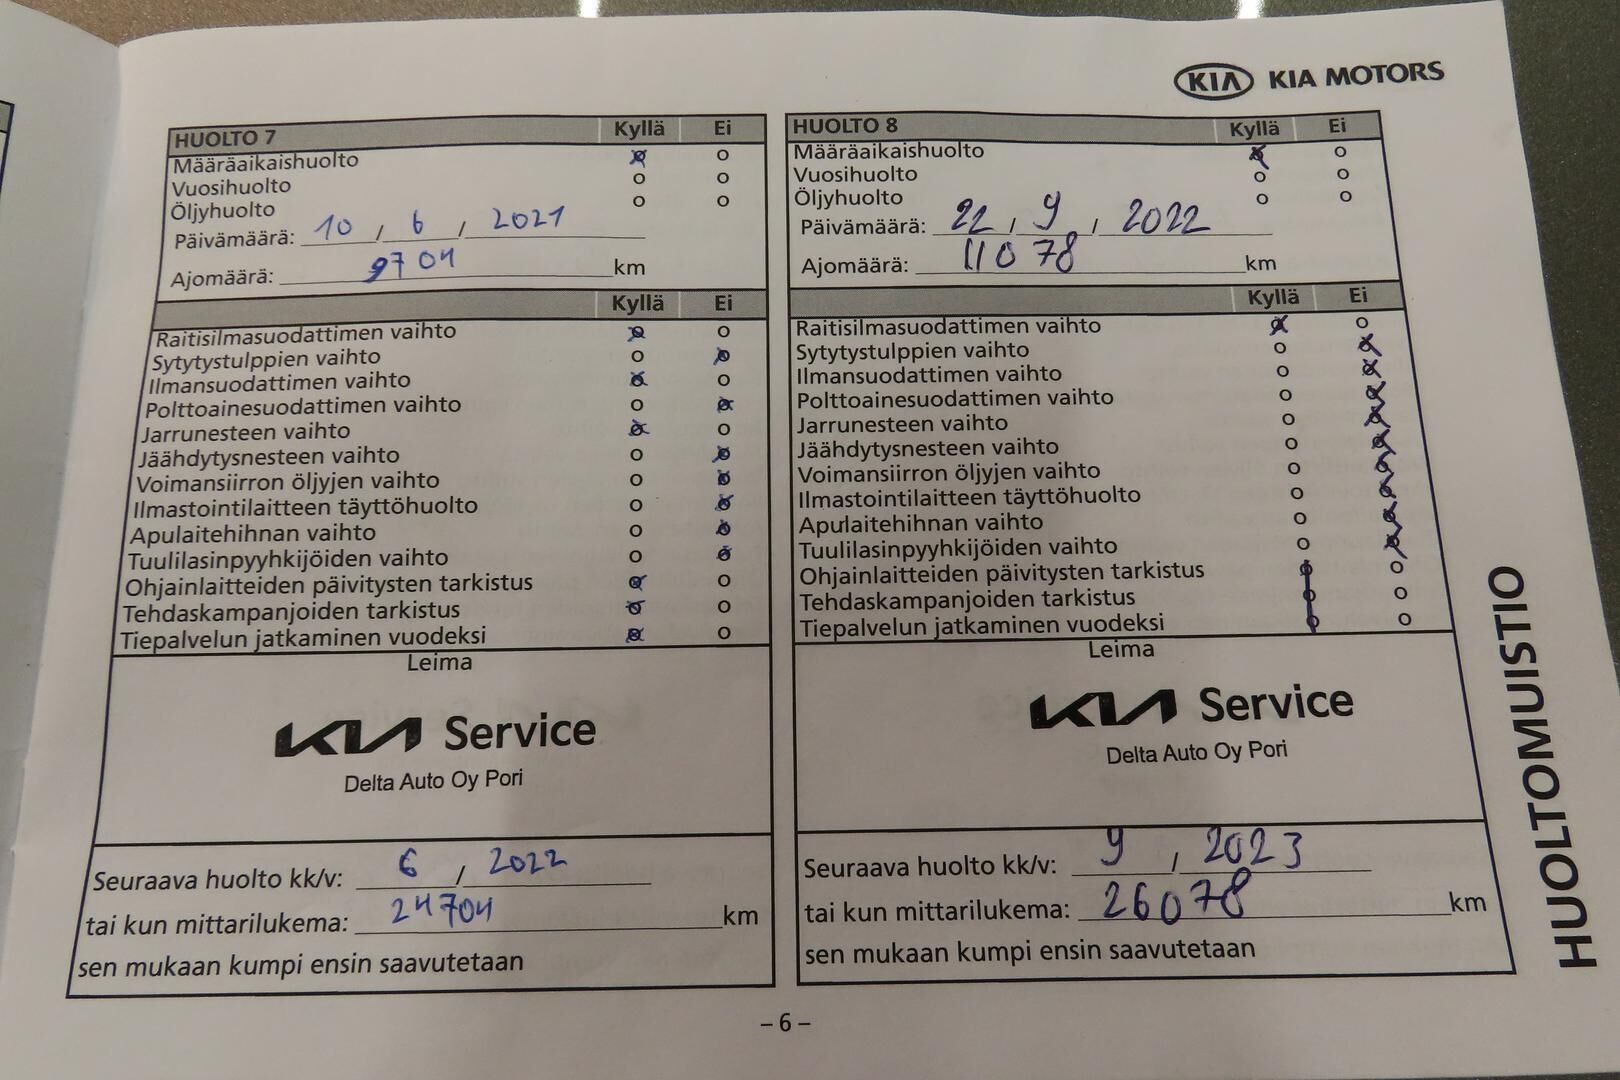 KIA KIA MOTORS
HUOLTO 7 Kyllä Ei
Määräaikaishuolto
Vuosihuolto
Öljyhuolto
Päivämäärä: 10 / 6 / 2021
Ajomäärä: 9704 km
Kyllä Ei
Raitisilmasuodattimen vaihto
Sytytystulppien vaihto
Ilmansuodattimen vaihto
Polttoainesuodattimen vaihto
Jarrunesteen vaihto
Jäähdytysnesteen vaihto
Voimansiirron öljyjen vaihto
Ilmastointilaitteen täyttöhuolto
Apulaitehihnan vaihto
Tuulilasinpyyhkijöiden vaihto
Ohjainlaitteiden päivitysten tarkistus
Tehdaskampanjoiden tarkistus
Tiepalvelun jatkaminen vuodeksi
Leima
KIA Service
Delta Auto Oy Pori
Seuraava huolto kk/v: 6 / 2022
tai kun mittarilukema: 24704 km
sen mukaan kumpi ensin saavutetaan
HUOLTO 8 Kyllä Ei
Määräaikaishuolto
Vuosihuolto
Öljyhuolto
Päivämäärä: 22 / 9 / 2022
Ajomäärä: 11078 km
Kyllä Ei
Raitisilmasuodattimen vaihto
Sytytystulppien vaihto
Ilmansuodattimen vaihto
Polttoainesuodattimen vaihto
Jarrunesteen vaihto
Jäähdytysnesteen vaihto
Voimansiirron öljyjen vaihto
Ilmastointilaitteen täyttöhuolto
Apulaitehihnan vaihto
Tuulilasinpyyhkijöiden vaihto
Ohjainlaitteiden päivitysten tarkistus
Tehdaskampanjoiden tarkistus
Tiepalvelun jatkaminen vuodeksi
Leima
KIA Service
Delta Auto Oy Pori
Seuraava huolto kk/v: 9 / 2023
tai kun mittarilukema: 26078 km
sen mukaan kumpi ensin saavutetaan
HUOLTOMUISTIO
– 6 –